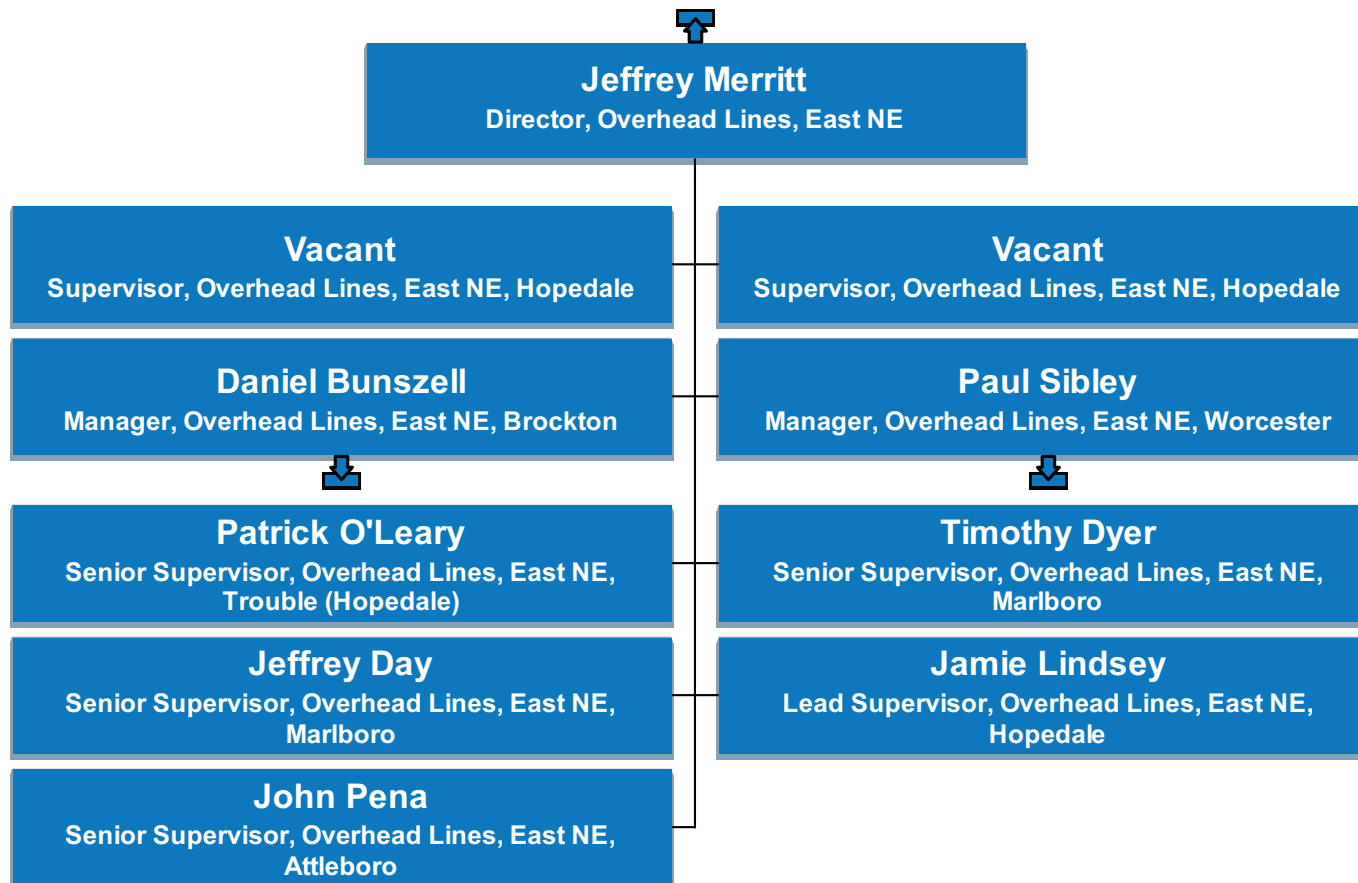 Jeffrey Merritt
Director, Overhead Lines, East NE
Vacant
Supervisor, Overhead Lines, East NE, Hopedale
Vacant
Supervisor, Overhead Lines, East NE, Hopedale
Daniel Bunszell
Manager, Overhead Lines, East NE, Brockton
Paul Sibley
Manager, Overhead Lines, East NE, Worcester
Patrick O'Leary
Senior Supervisor, Overhead Lines, East NE,
Trouble (Hopedale)
Timothy Dyer
Senior Supervisor, Overhead Lines, East NE,
Marlboro
Jeffrey Day
Senior Supervisor, Overhead Lines, East NE,
Marlboro
Jamie Lindsey
Lead Supervisor, Overhead Lines, East NE,
Hopedale
John Pena
Senior Supervisor, Overhead Lines, East NE,
Attleboro